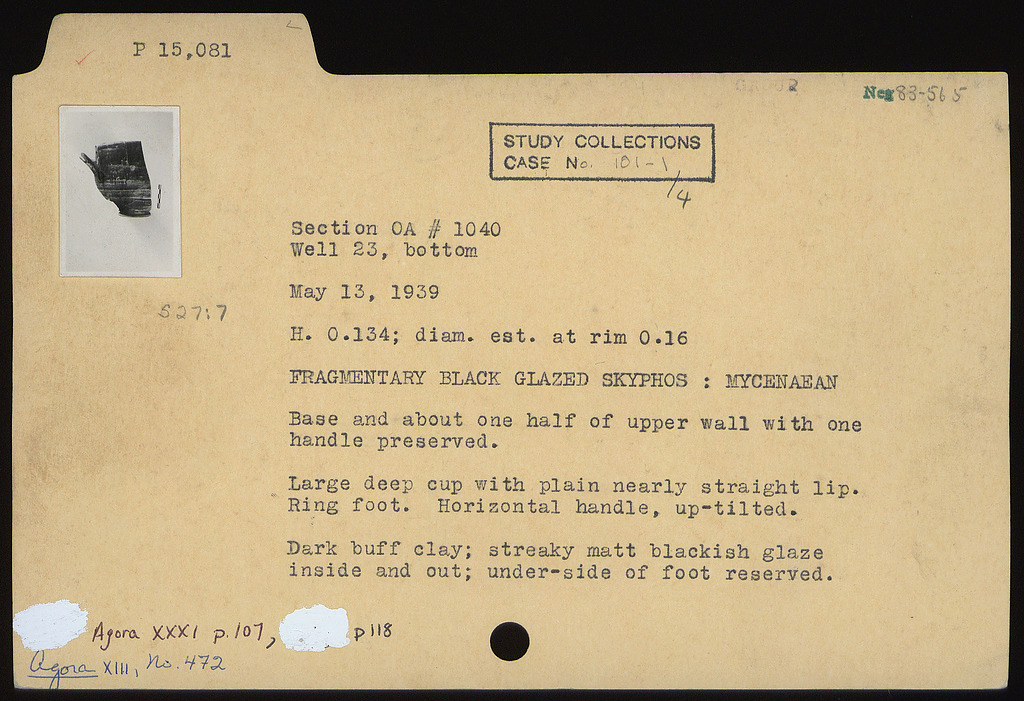 P 15,081
Neg 83-565
STUDY COLLECTIONS
CASE No. 101-1/4
Section OA # 1040
Well 23, bottom
May 13, 1939
S 27:7
H. 0.134; diam. est. at rim 0.16
FRAGMENTARY BLACK GLAZED SKYPHOS : MYCENAEAN
Base and about one half of upper wall with one
handle preserved.
Large deep cup with plain nearly straight lip.
Ring foot. Horizontal handle, up-tilted.
Dark buff clay; streaky matt blackish glaze
inside and out; under-side of foot reserved.
Agora XXXI p.107, p118
Agora XIII, No. 472